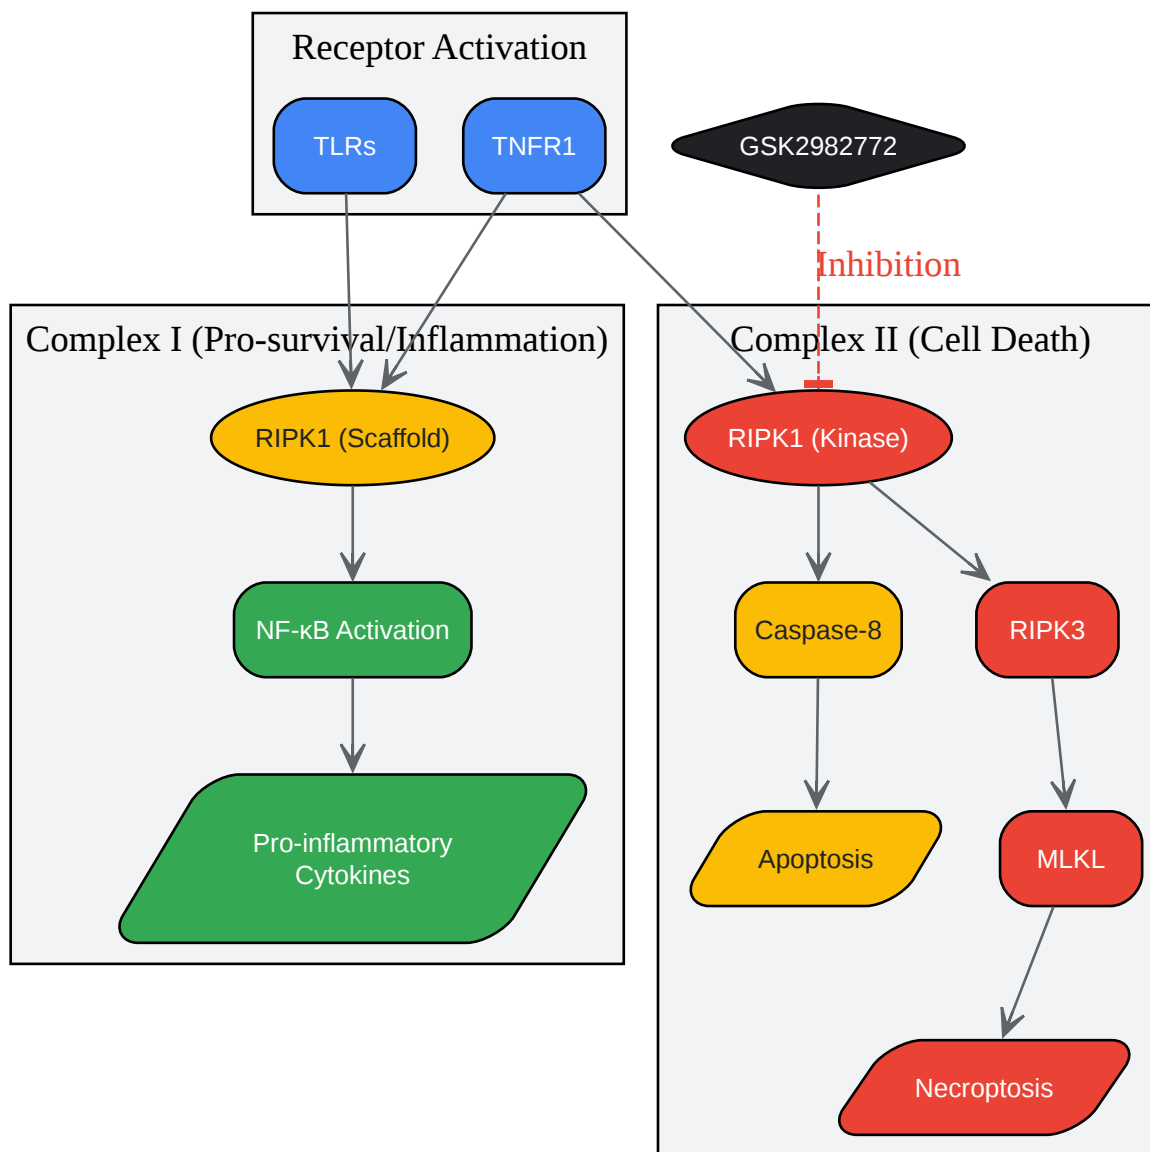 Receptor Activation
TLRs
TNFR1
GSK2982772
Inhibition
Complex I (Pro-survival/Inflammation)
Complex II (Cell Death)
RIPK1 (Scaffold)
RIPK1 (Kinase)
NF-κB Activation
Caspase-8
RIPK3
Pro-inflammatory
Cytokines
Apoptosis
MLKL
Necroptosis